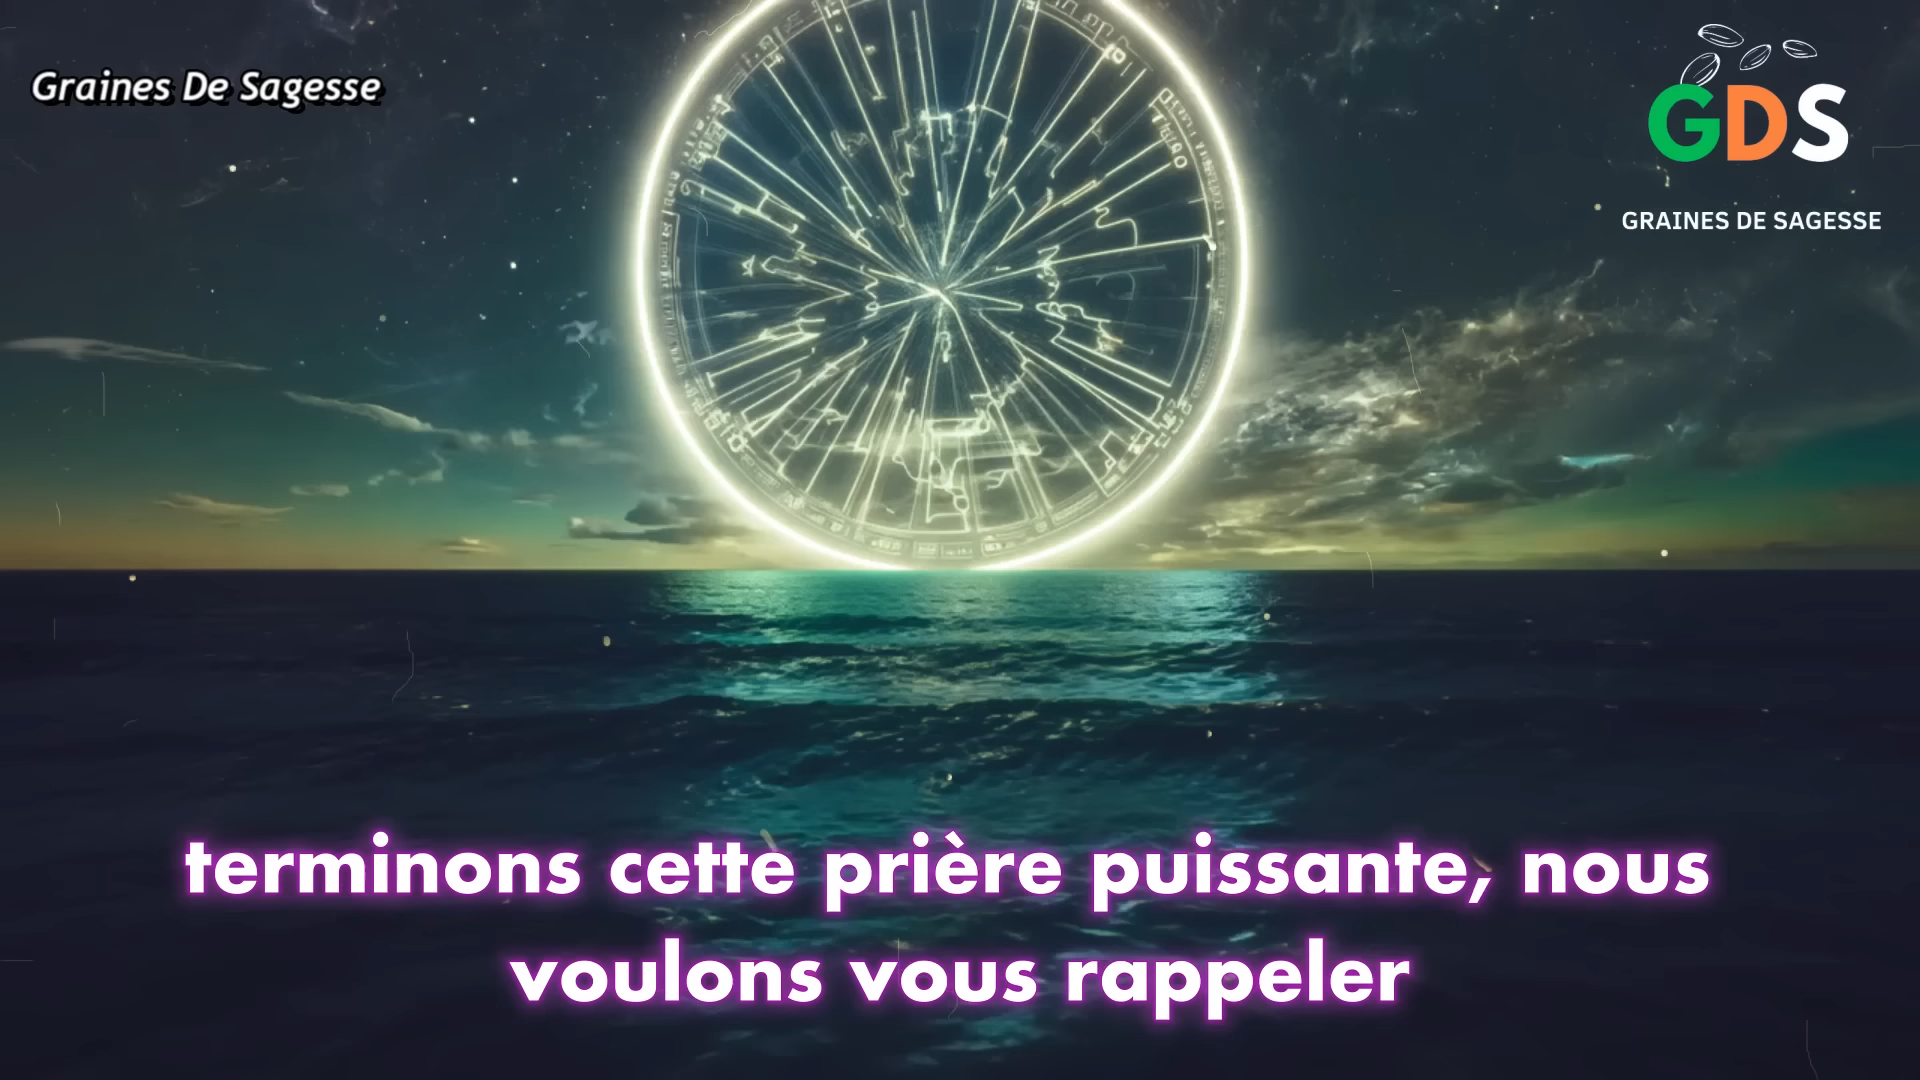 Graines De Sagesse
GDS
GRAINES DE SAGESSE
terminons cette prière puissante, nous
voulons vous rappeler